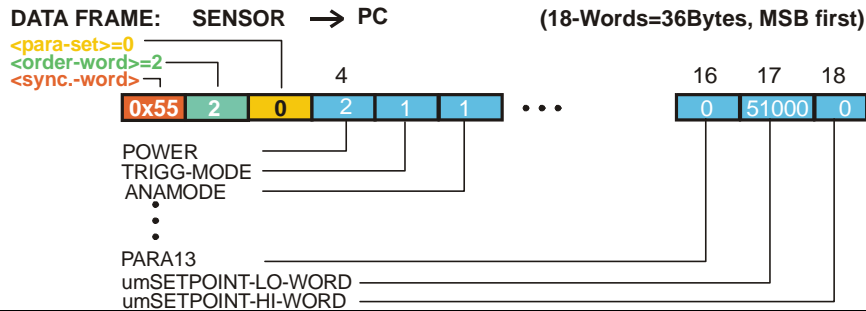 DATA FRAME: SENSOR → PC (18-Words=36Bytes, MSB first)
<para-set>=0
<order-word>=2
<sync.-word>
4 16 17 18
0x55 2 0 2 1 1 • • • 0 51000 0
POWER
TRIGG-MODE
ANAMODE
PARA13
umSETPOINT-LO-WORD
umSETPOINT-HI-WORD